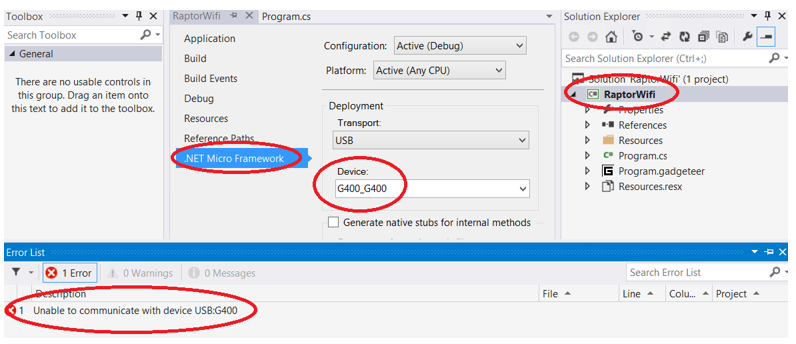 Toolbox
Search Toolbox
General
There are no usable controls in
this group. Drag an item onto
this text to add it to the toolbox.
RaptorWifi
Program.cs
Application
Build
Build Events
Debug
Resources
Reference Paths
.NET Micro Framework
Configuration: Active (Debug)
Platform: Active (Any CPU)
Deployment
Transport:
USB
Device:
G400_G400
Generate native stubs for internal methods
Solution Explorer
Search Solution Explorer (Ctrl+;)
Solution 'RaptorWifi' (1 project)
C# RaptorWifi
Properties
References
Resources
C# Program.cs
G Program.gadgeteer
Resources.resx
Error List
1 Error
0 Warnings
0 Messages
Search Error List
Description File Line Colu... Project
1 Unable to communicate with device USB:G400